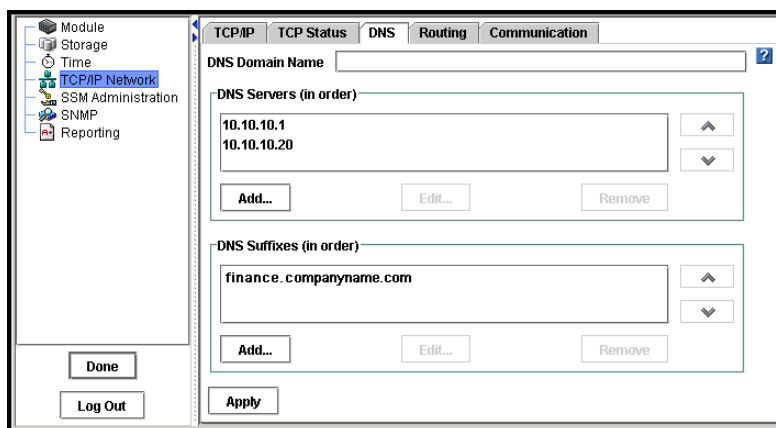 Module
Storage
Time
TCP/IP Network
SSM Administration
SNMP
Reporting
Done
Log Out
TCP/IP TCP Status DNS Routing Communication
DNS Domain Name
?
DNS Servers (in order)
10.10.10.1
10.10.10.20
Add... Edit... Remove
DNS Suffixes (in order)
finance.companyname.com
Add... Edit... Remove
Apply